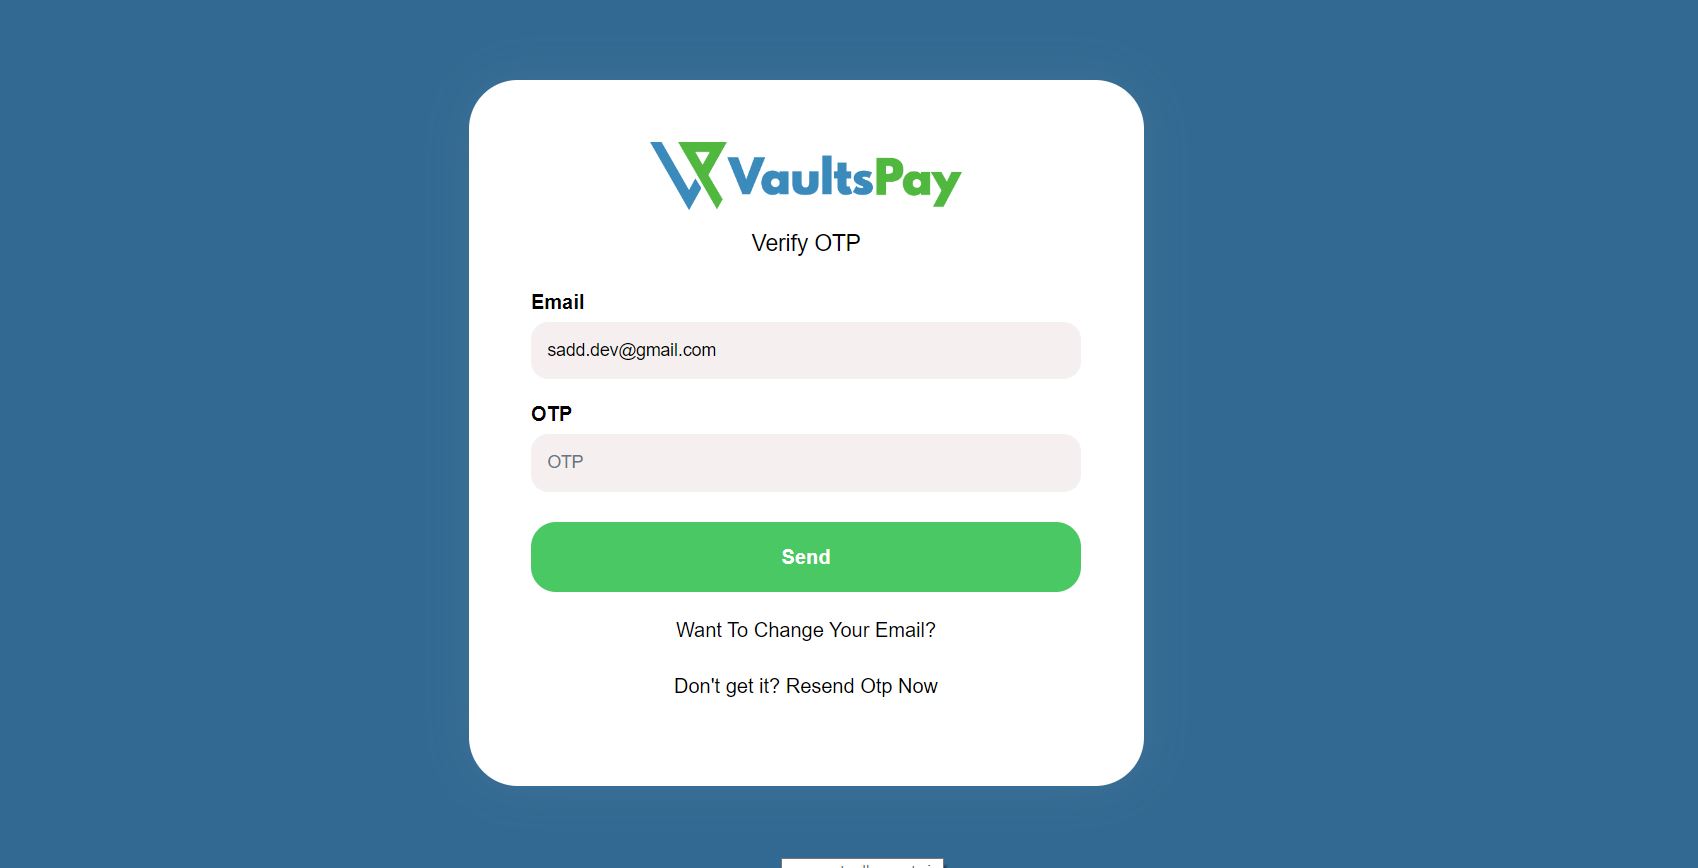 VaultsPay
Verify OTP
Email
sadd.dev@gmail.com
OTP
OTP
Send
Want To Change Your Email?
Don't get it? Resend Otp Now